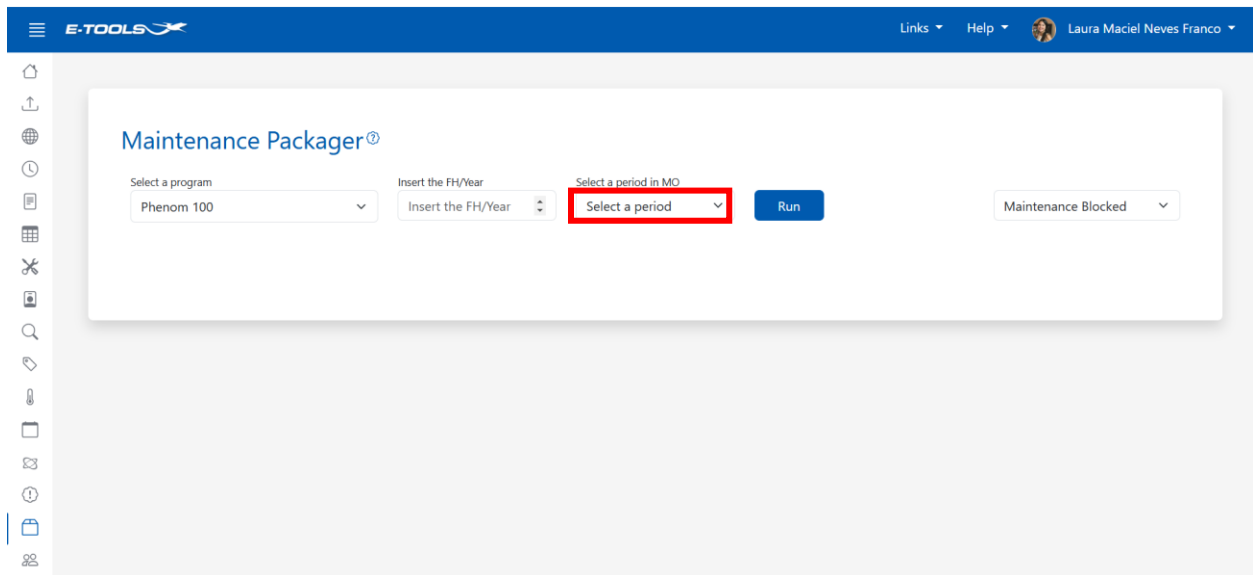 E-TOOLS
Links Help Laura Maciel Neves Franco
Maintenance Packager
Select a program Insert the FH/Year Select a period in MO
Phenom 100 Insert the FH/Year Select a period Run Maintenance Blocked